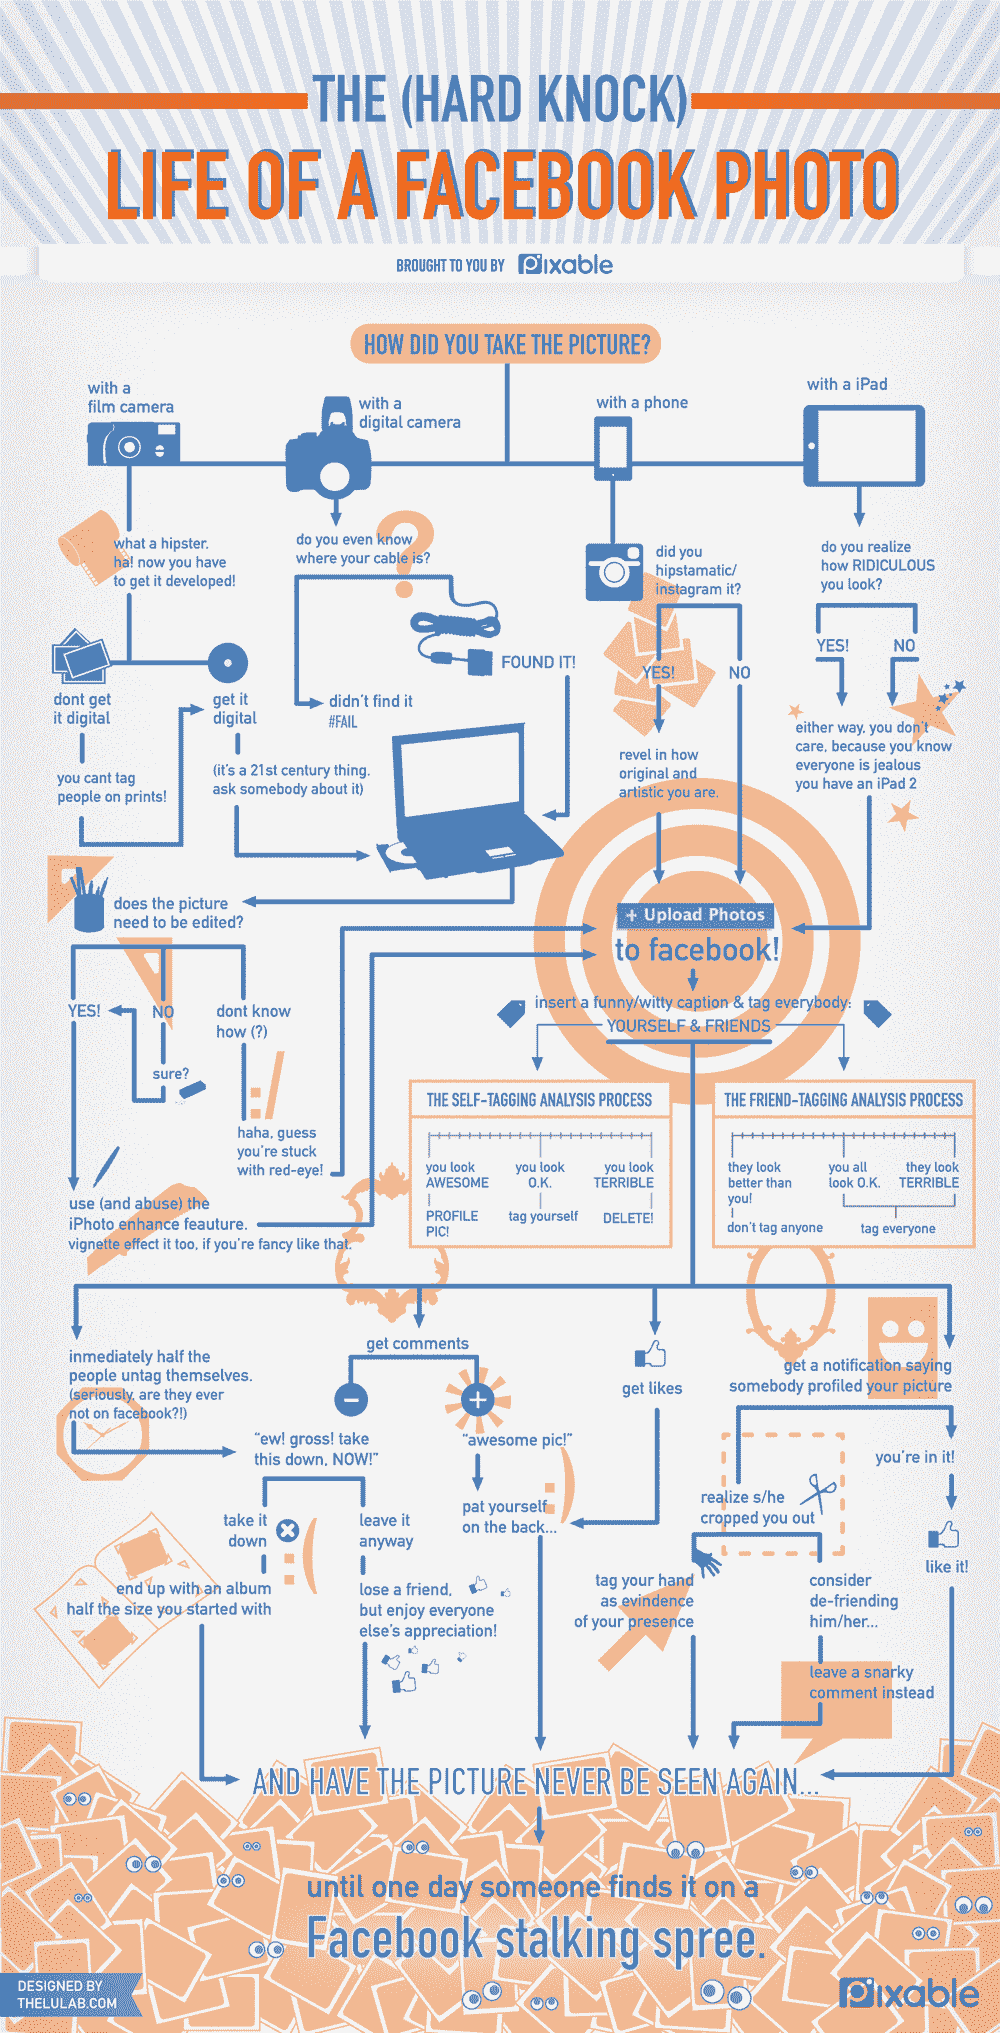 THE (HARD KNOCK)
LIFE OF A FACEBOOK PHOTO
BROUGHT TO YOU BY pixable
HOW DID YOU TAKE THE PICTURE?
with a
film camera
with a
digital camera
with a phone
with a iPad
what a hipster.
ha! now you have
to get it developed!
do you even know
where your cable is?
?
did you
hipstamatic/
instagram it?
do you realize
how RIDICULOUS
you look?
YES!
NO
FOUND IT!
YES!
NO
dont get
it digital
get it
digital
didn't find it
#FAIL
either way, you don't
care, because you know
everyone is jealous
you have an iPad 2
revel in how
original and
artistic you are.
you cant tag
people on prints!
(it's a 21st century thing.
ask somebody about it)
does the picture
need to be edited?
+ Upload Photos
to facebook!
YES!
NO
dont know
how (?)
insert a funny/witty caption & tag everybody:
YOURSELF & FRIENDS
sure?
:/
haha, guess
you're stuck
with red-eye!
THE SELF-TAGGING ANALYSIS PROCESS
you look
AWESOME
you look
O.K.
you look
TERRIBLE
PROFILE
PIC!
tag yourself
DELETE!
THE FRIEND-TAGGING ANALYSIS PROCESS
they look
better than
you!
you all
look O.K.
they look
TERRIBLE
don't tag anyone
tag everyone
use (and abuse) the
iPhoto enhance feauture.
vignette effect it too, if you're fancy like that.
inmediately half the
people untag themselves.
(seriously, are they ever
not on facebook?!)
get comments
get likes
get a notification saying
somebody profiled your picture
"ew! gross! take
this down, NOW!"
"awesome pic!"
you're in it!
take it
down
:(
leave it
anyway
pat yourself
on the back...
:)
realize s/he
cropped you out
like it!
end up with an album
half the size you started with
lose a friend,
but enjoy everyone
else's appreciation!
tag your hand
as evindence
of your presence
consider
de-friending
him/her...
leave a snarky
comment instead
AND HAVE THE PICTURE NEVER BE SEEN AGAIN...
until one day someone finds it on a
Facebook stalking spree.
DESIGNED BY
THELULAB.COM
pixable